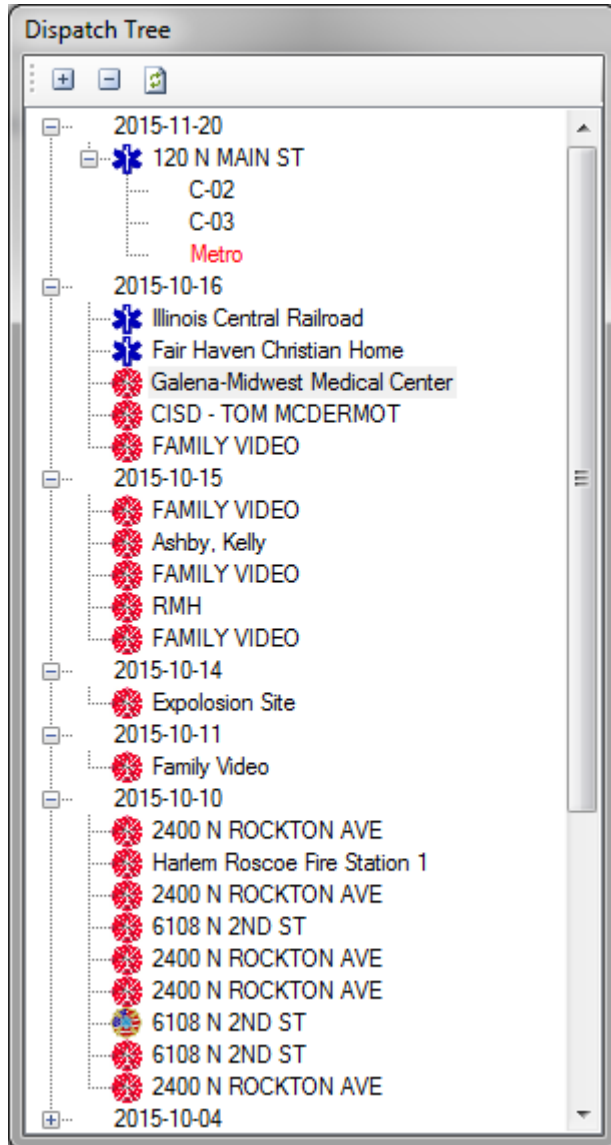 Dispatch Tree
2015-11-20
120 N MAIN ST
C-02
C-03
Metro
2015-10-16
Illinois Central Railroad
Fair Haven Christian Home
Galena-Midwest Medical Center
CISD - TOM MCDERMOT
FAMILY VIDEO
2015-10-15
FAMILY VIDEO
Ashby, Kelly
FAMILY VIDEO
RMH
FAMILY VIDEO
2015-10-14
Expolosion Site
2015-10-11
Family Video
2015-10-10
2400 N ROCKTON AVE
Harlem Roscoe Fire Station 1
2400 N ROCKTON AVE
6108 N 2ND ST
2400 N ROCKTON AVE
2400 N ROCKTON AVE
6108 N 2ND ST
6108 N 2ND ST
2400 N ROCKTON AVE
2015-10-04